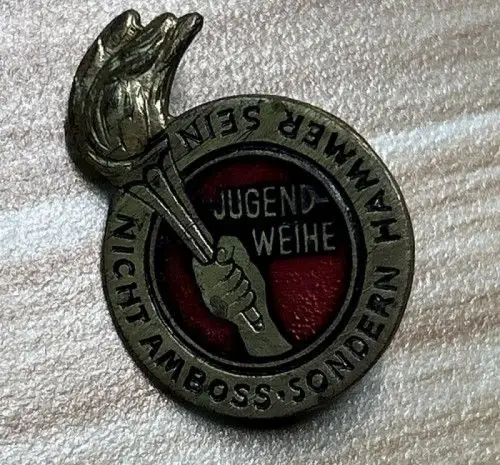 JUGEND-
WEIHE
NICHT AMBOSS · SONDERN HAMMER SEIN